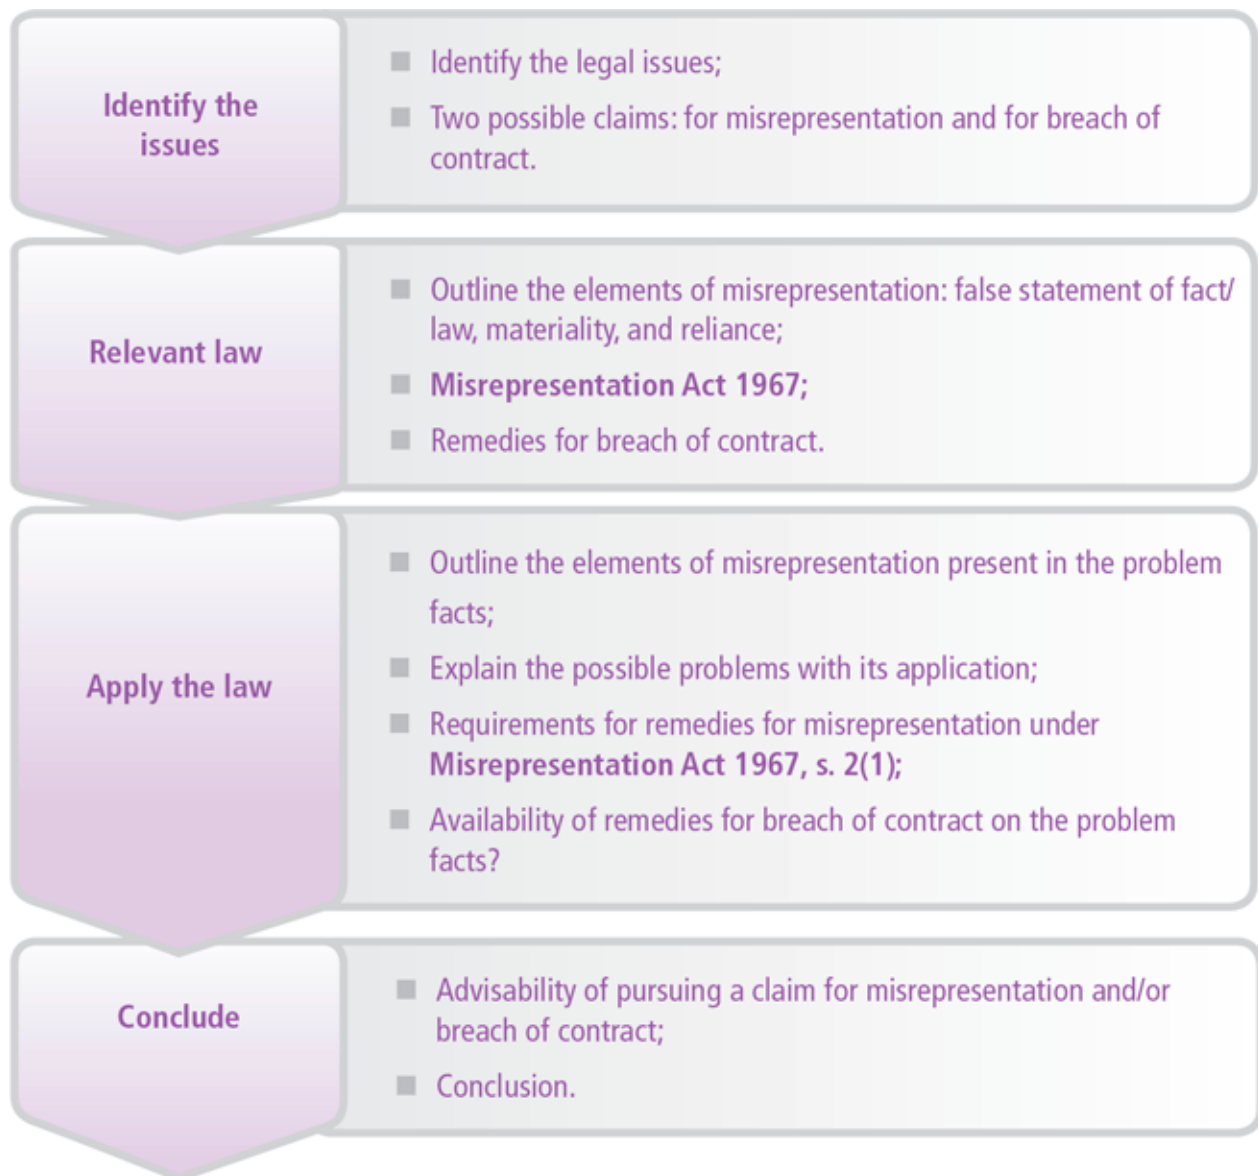 Identify the
issues
Identify the legal issues;
Two possible claims: for misrepresentation and for breach of
contract.
Relevant law
Outline the elements of misrepresentation: false statement of fact/
law, materiality, and reliance;
Misrepresentation Act 1967;
Remedies for breach of contract.
Apply the law
Outline the elements of misrepresentation present in the problem
facts;
Explain the possible problems with its application;
Requirements for remedies for misrepresentation under
Misrepresentation Act 1967, s. 2(1);
Availability of remedies for breach of contract on the problem
facts?
Conclude
Advisability of pursuing a claim for misrepresentation and/or
breach of contract;
Conclusion.